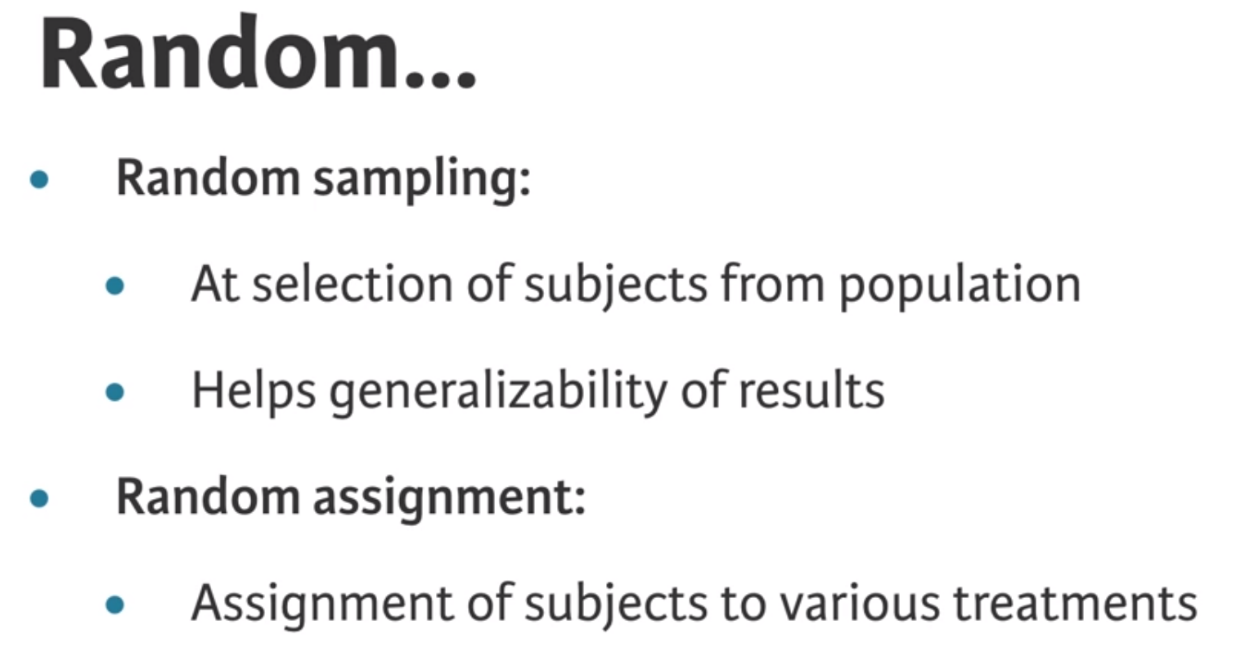 Random...
• Random sampling:
• At selection of subjects from population
• Helps generalizability of results
• Random assignment:
• Assignment of subjects to various treatments